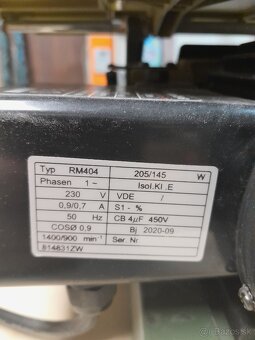 Typ RM404 205/145 W
Phasen 1 ~ Isol.Kl .E
230 V VDE /
0,9/0,7 A S1 - %
50 Hz CB 4µF 450V
COSØ 0,9 Bj 2020-09
1400/900 min⁻¹ Ser.Nr
814831ZW
bazos.sk